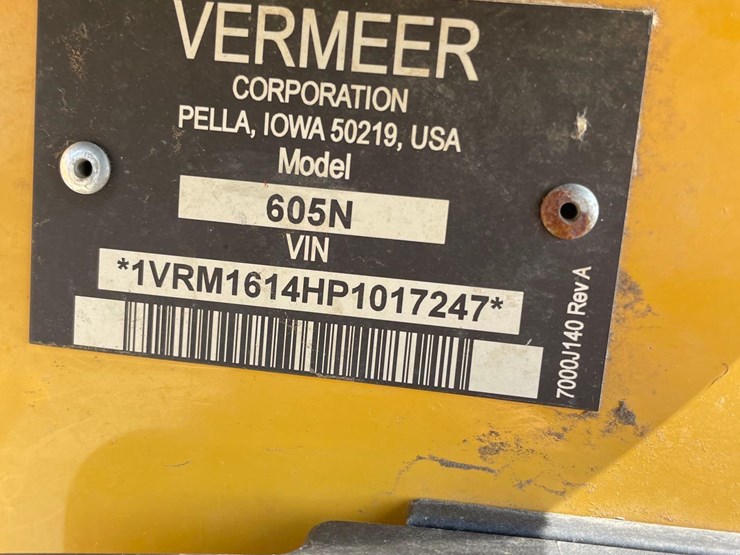 VERMEER
CORPORATION
PELLA, IOWA 50219, USA
Model
605N
VIN
*1VRM1614HP1017247*
7000J140 Rev A